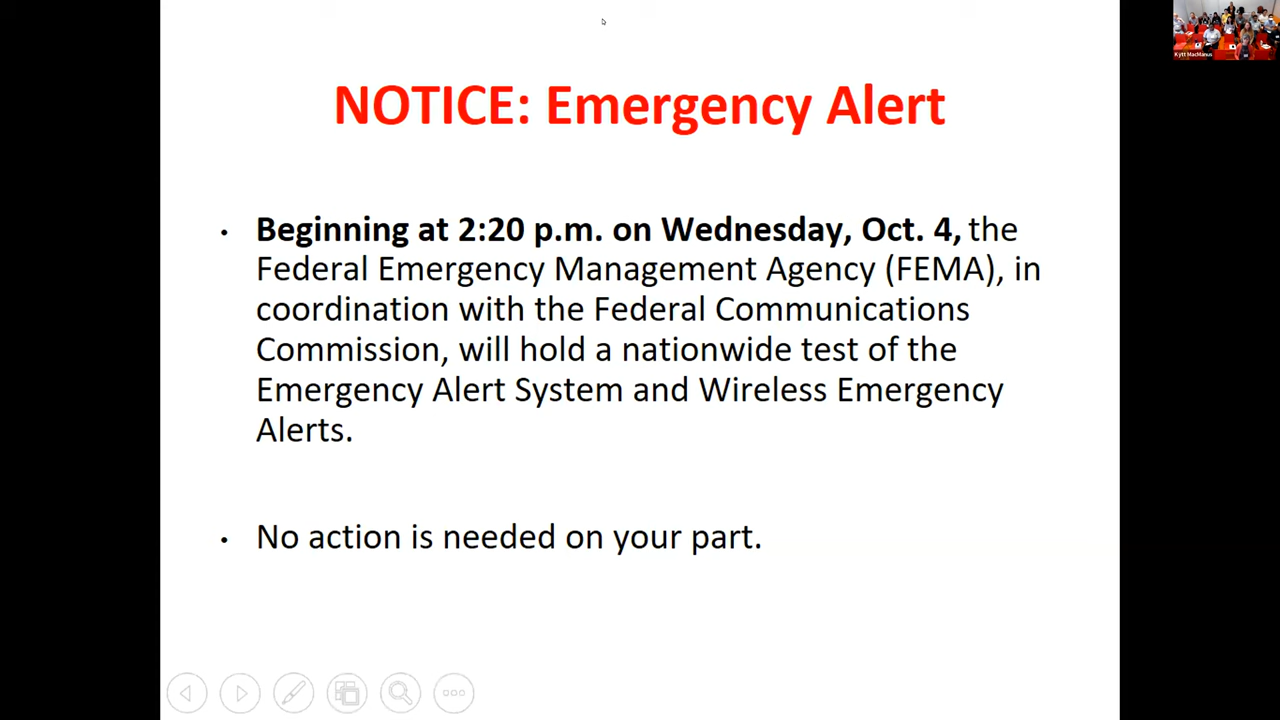 Kytt MacManus
NOTICE: Emergency Alert
• Beginning at 2:20 p.m. on Wednesday, Oct. 4, the
Federal Emergency Management Agency (FEMA), in
coordination with the Federal Communications
Commission, will hold a nationwide test of the
Emergency Alert System and Wireless Emergency
Alerts.
• No action is needed on your part.